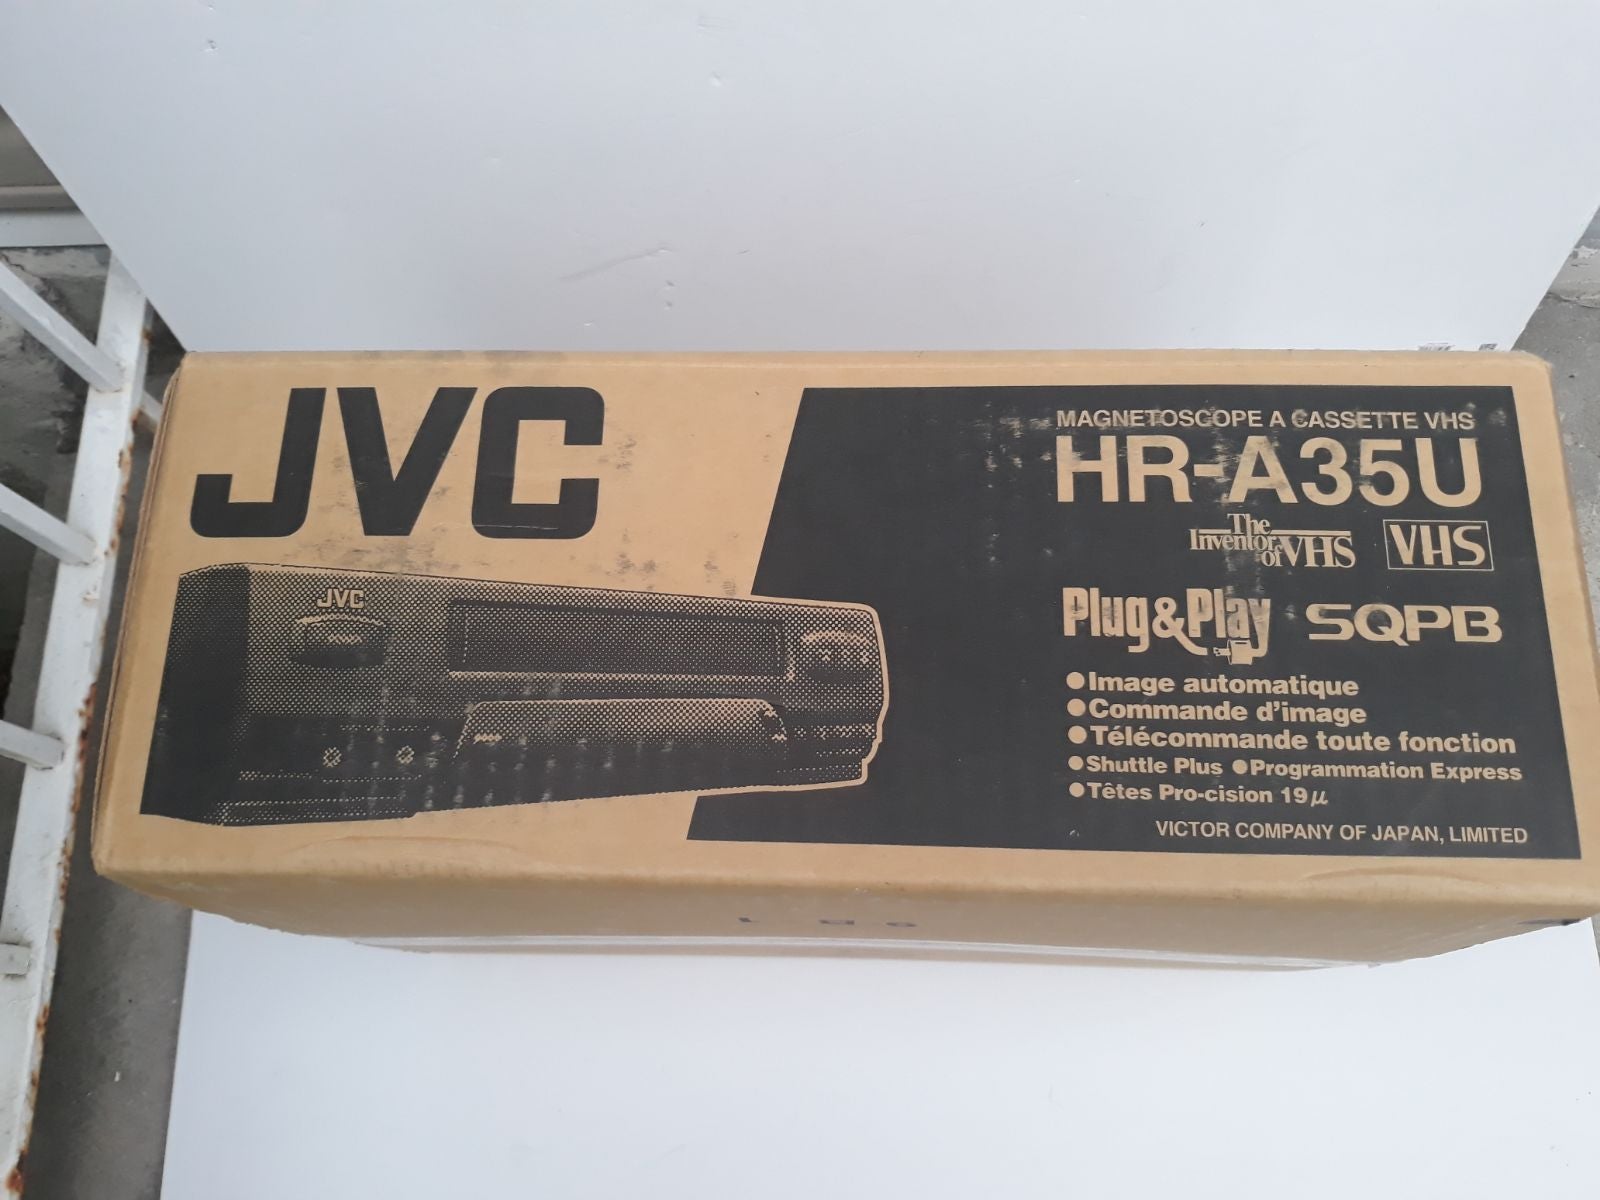 JVC
MAGNETOSCOPE A CASSETTE VHS
HR-A35U
The
Inventor
of VHS
VHS
Plug&Play
SQPB
●Image automatique
●Commande d'image
●Télécommande toute fonction
●Shuttle Plus ●Programmation Express
●Têtes Pro-cision 19μ
VICTOR COMPANY OF JAPAN, LIMITED
JVC